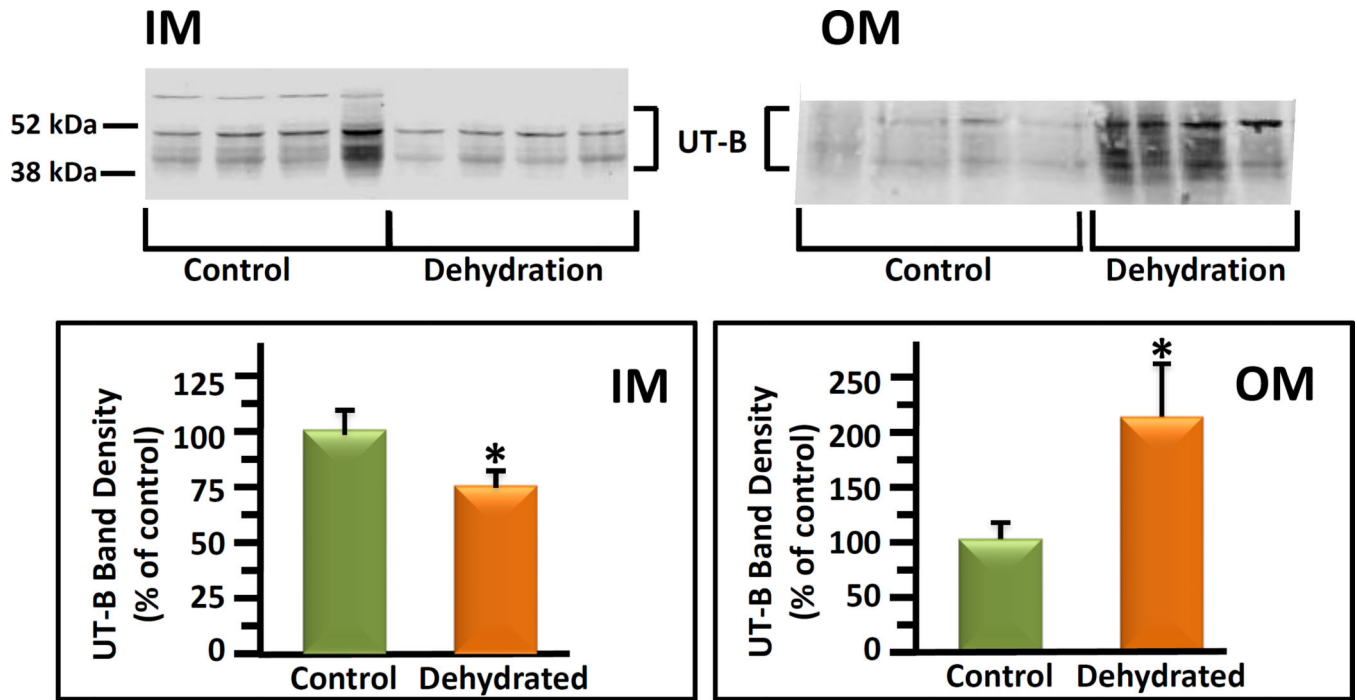 IM
OM
52 kDa
38 kDa
UT-B
Control
Dehydration
Control
Dehydration
UT-B Band Density
(% of control)
125
100
75
50
25
0
*
IM
Control
Dehydrated
UT-B Band Density
(% of control)
250
200
150
100
50
0
*
OM
Control
Dehydrated